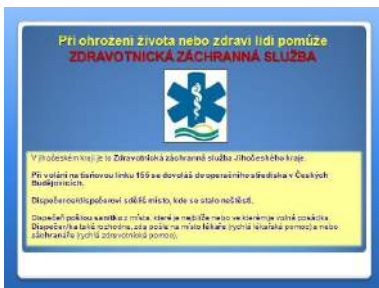 Při ohrožení života nebo zdraví lidí pomůže
ZDRAVOTNICKÁ ZÁCHRANNÁ SLUŽBA
V Jihočeském kraji je to Zdravotnická záchranná služba Jihočeského kraje.
Při volání na tísňovou linku 155 se dovoláš do operačního střediska v Českých
Budějovicích.
Dispečerce/dispečerovi sdělíš místo, kde se stalo neštěstí.
Dispečeři pošlou sanitku z místa, které je nejblíže nebo ve kterém je volná posádka.
Dispečer/ka také rozhodne, zda pošle na místo lékaře (rychlá lékařská pomoc) a nebo
záchranáře (rychlá zdravotnická pomoc).